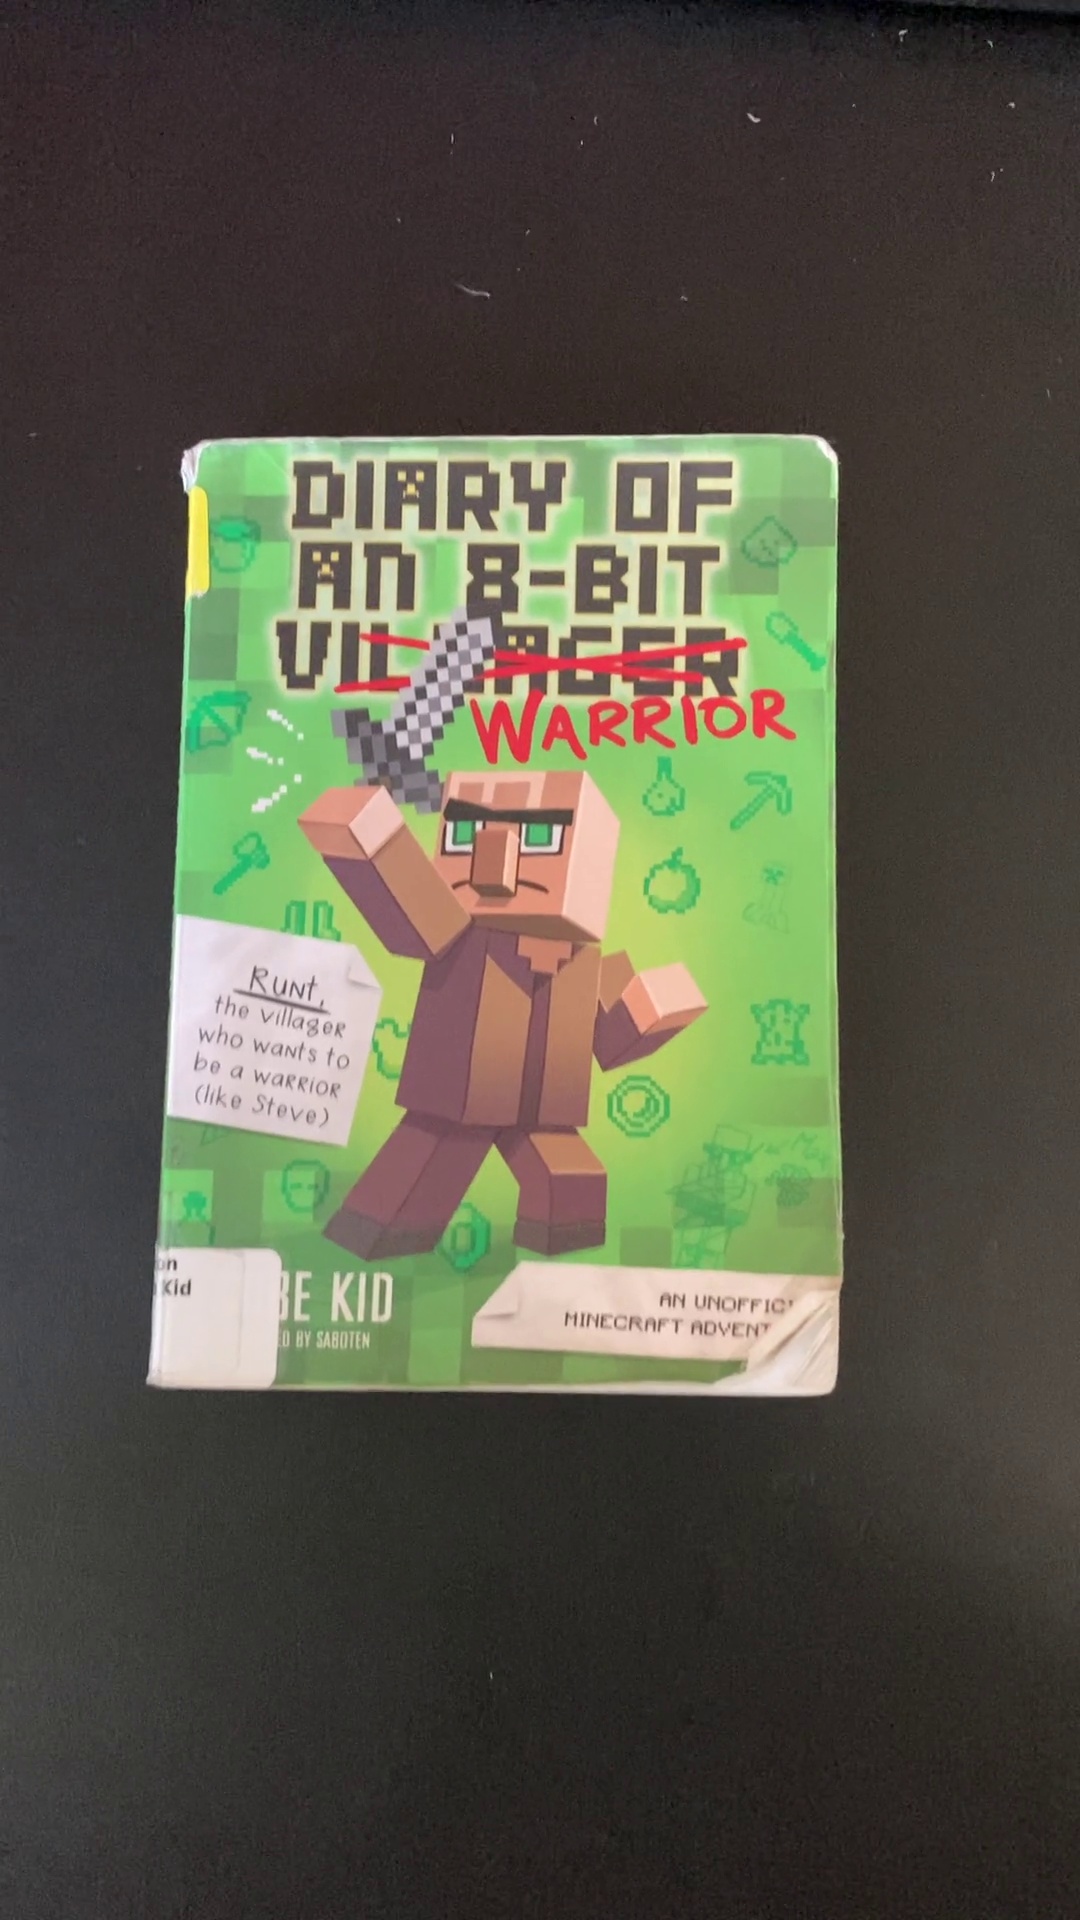 DIARY OF
AN 8-BIT
VILLAGER
WARRIOR
RUNT,
the villager
who wants to
be a warrior
(like Steve)
on
Kid
BE KID
ED BY SABOTEN
AN UNOFFIC
MINECRAFT ADVENT